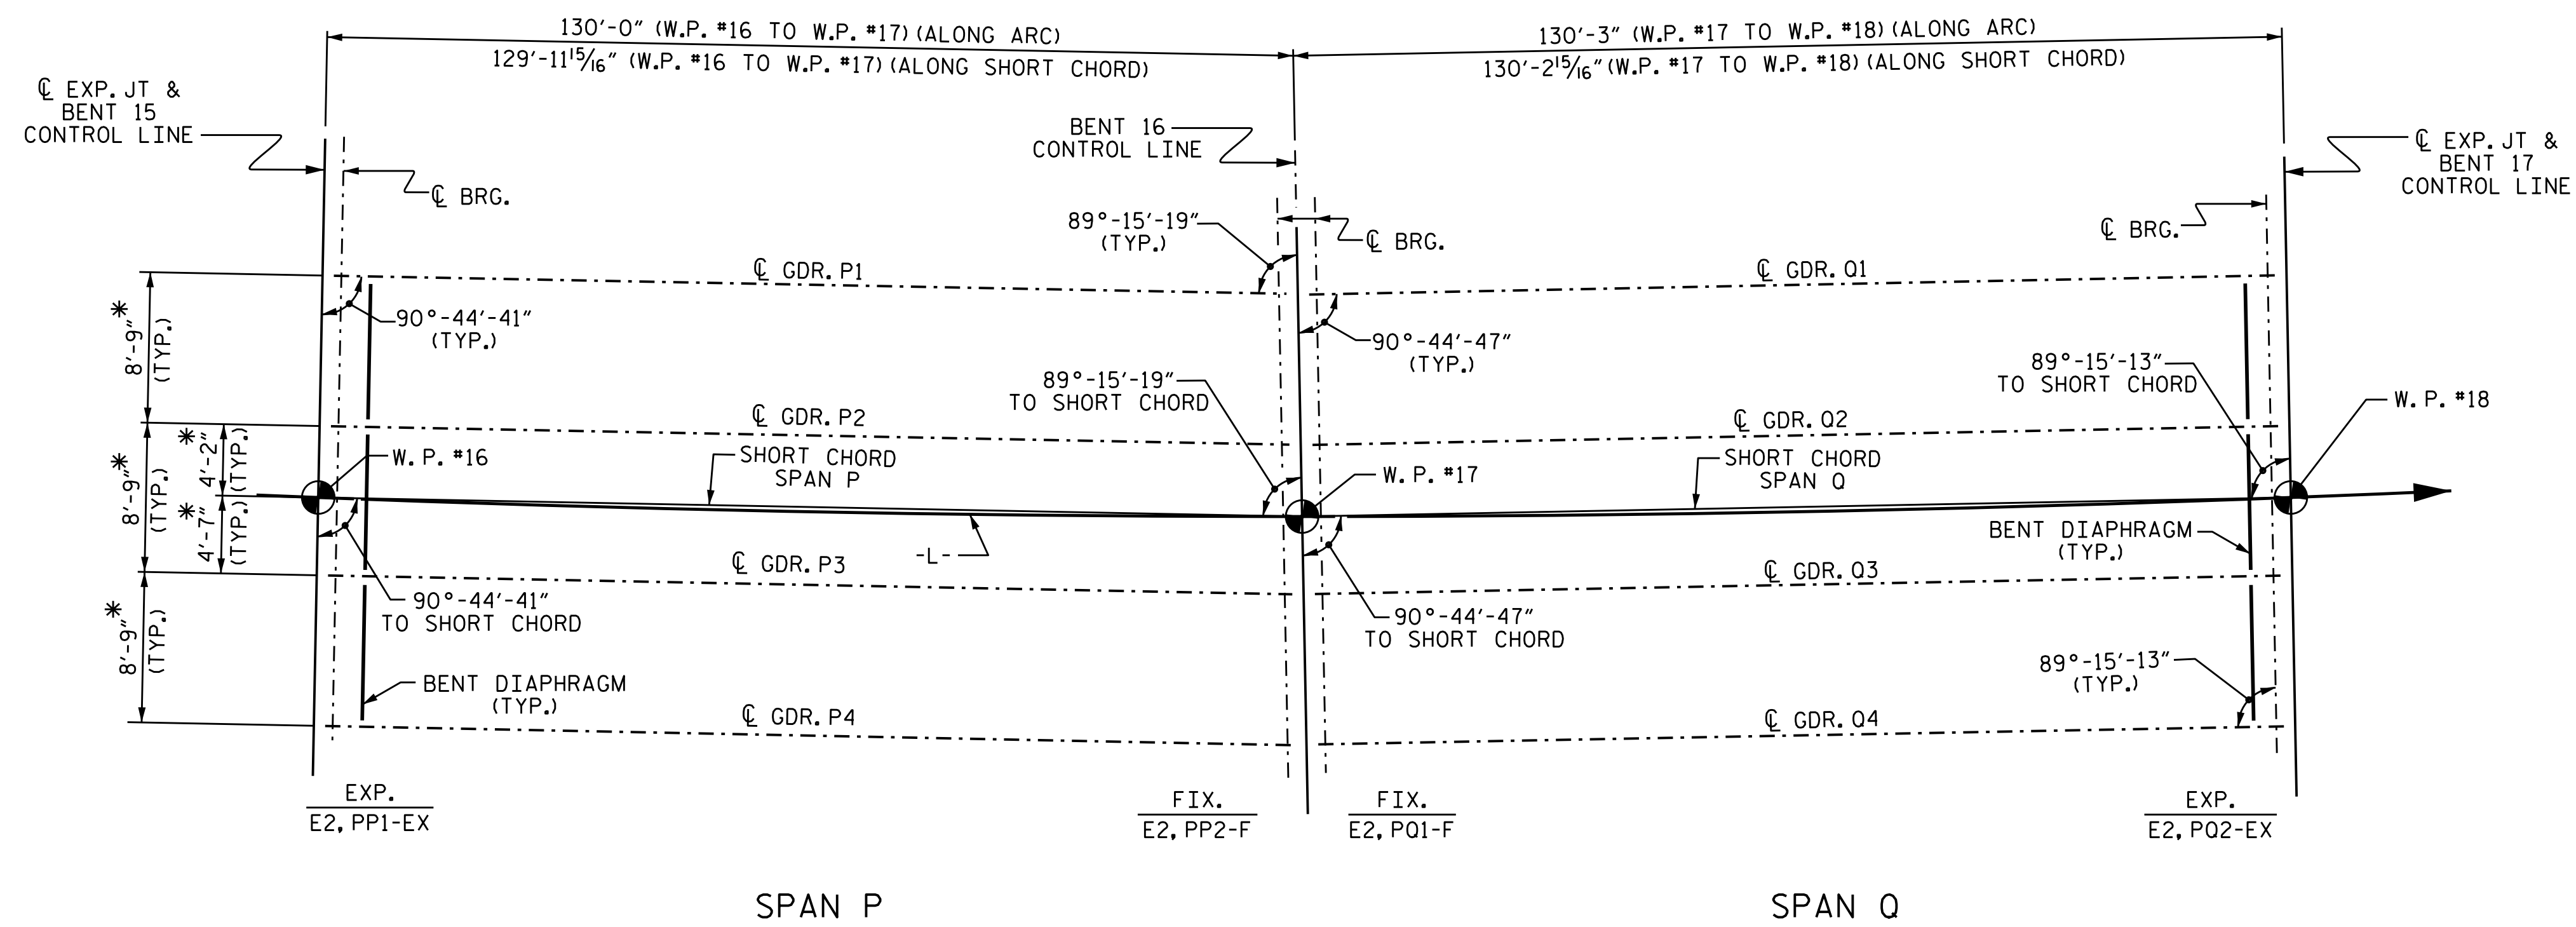 130'-0" (W.P. #16 TO W.P. #17) (ALONG ARC)
129'-11 15/16" (W.P. #16 TO W.P. #17) (ALONG SHORT CHORD)
130'-3" (W.P. #17 TO W.P. #18) (ALONG ARC)
130'-2 15/16" (W.P. #17 TO W.P. #18) (ALONG SHORT CHORD)
℄ EXP. JT &
BENT 15
CONTROL LINE
℄ BRG.
BENT 16
CONTROL LINE
89°-15'-19"
(TYP.)
℄ BRG.
℄ BRG.
℄ EXP. JT &
BENT 17
CONTROL LINE
℄ GDR. P1
℄ GDR. Q1
90°-44'-41"
(TYP.)
90°-44'-47"
(TYP.)
*
8'-9"
(TYP.)
89°-15'-19"
TO SHORT CHORD
89°-15'-13"
TO SHORT CHORD
W.P. #18
℄ GDR. P2
℄ GDR. Q2
*
8'-9"
(TYP.)
*
4'-2"
(TYP.)
*
4'-7"
(TYP.)
W.P. #16
SHORT CHORD
SPAN P
W.P. #17
SHORT CHORD
SPAN Q
-L-
BENT DIAPHRAGM
(TYP.)
℄ GDR. P3
℄ GDR. Q3
90°-44'-41"
TO SHORT CHORD
90°-44'-47"
TO SHORT CHORD
*
8'-9"
(TYP.)
89°-15'-13"
(TYP.)
BENT DIAPHRAGM
(TYP.)
℄ GDR. P4
℄ GDR. Q4
EXP.
E2, PP1-EX
FIX.
E2, PP2-F
FIX.
E2, PQ1-F
EXP.
E2, PQ2-EX
SPAN P
SPAN Q